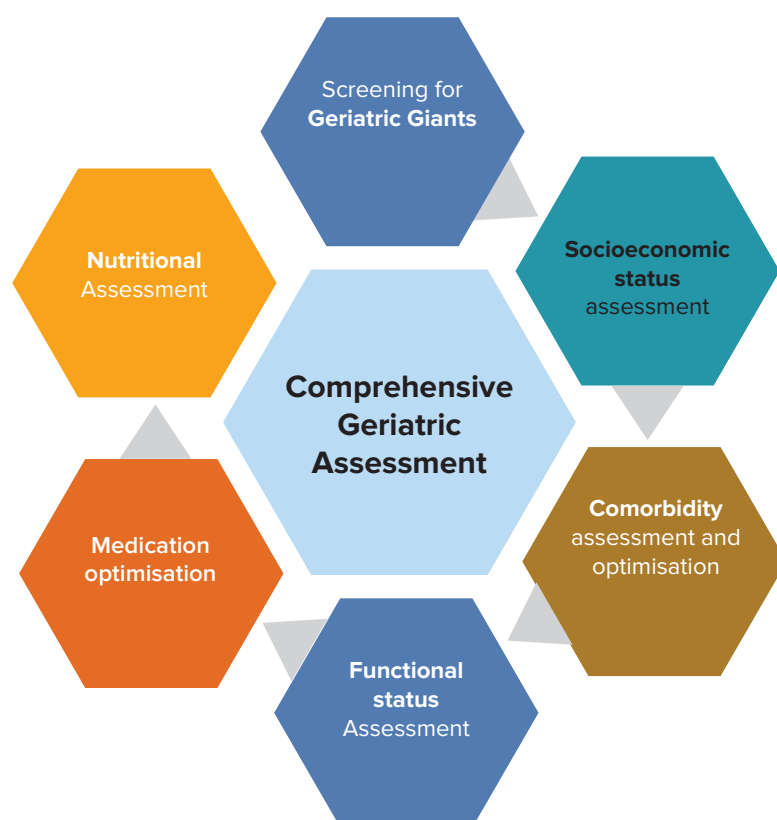 Screening for
Geriatric Giants
Socioeconomic
status
assessment
Comorbidity
assessment and
optimisation
Functional
status
Assessment
Medication
optimisation
Nutritional
Assessment
Comprehensive
Geriatric
Assessment